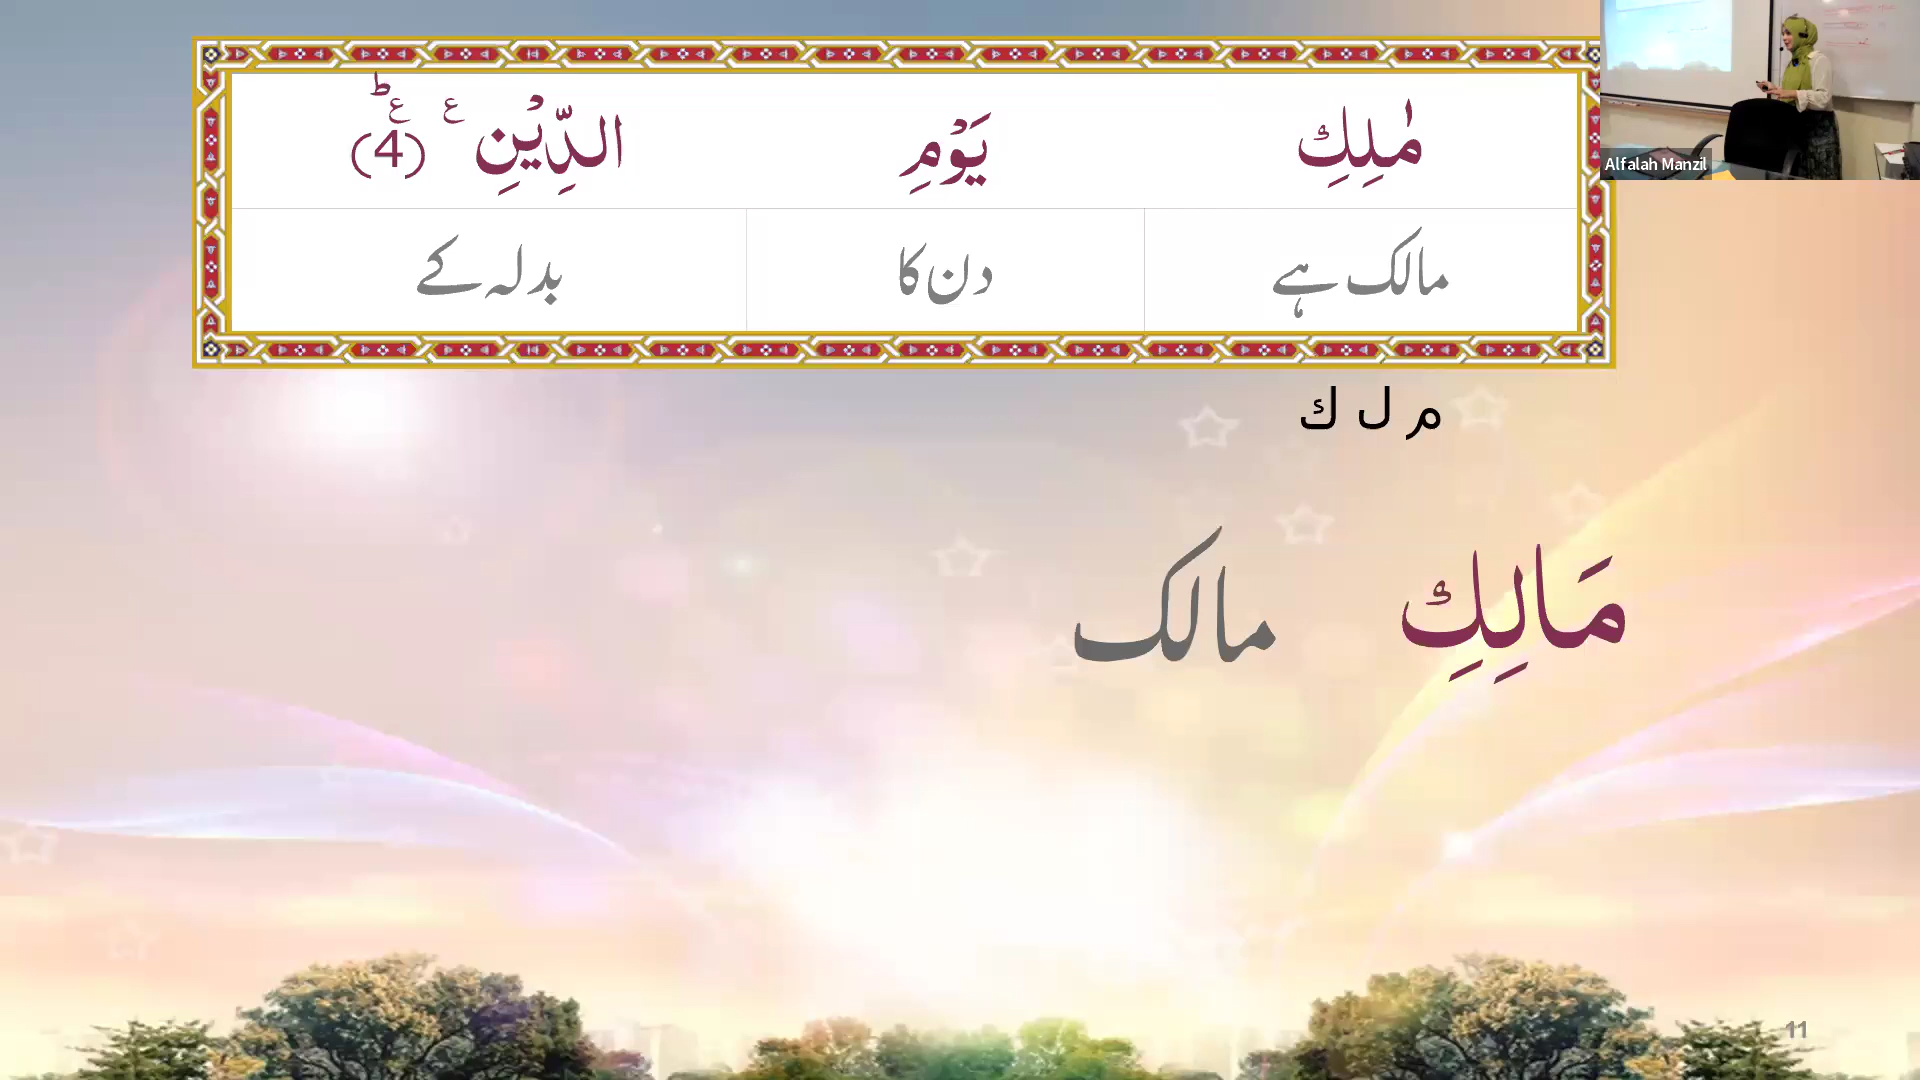 مٰلِكِ يَوْمِ الدِّيْنِ ؕ﴿4﴾
مالک ہے دن کا بدلہ کے
م ل ك
مَالِكِ مالک
Alfalah Manzil
11